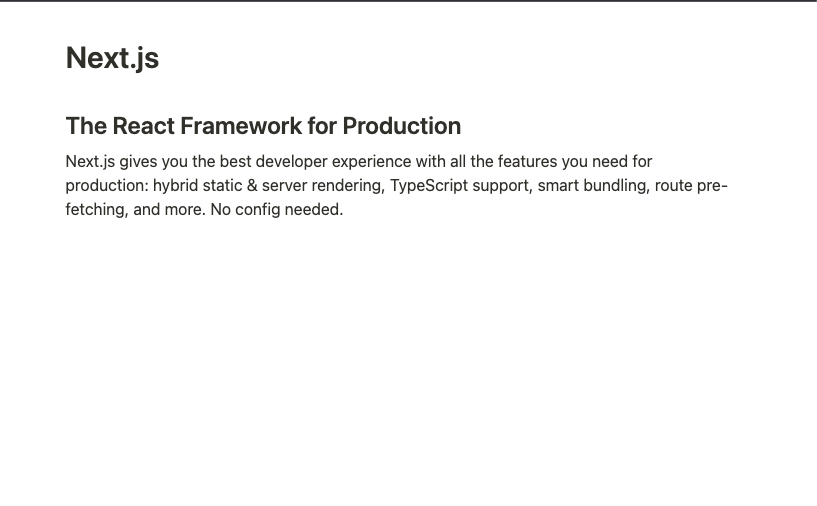 Next.js
The React Framework for Production
Next.js gives you the best developer experience with all the features you need for
production: hybrid static & server rendering, TypeScript support, smart bundling, route pre-
fetching, and more. No config needed.